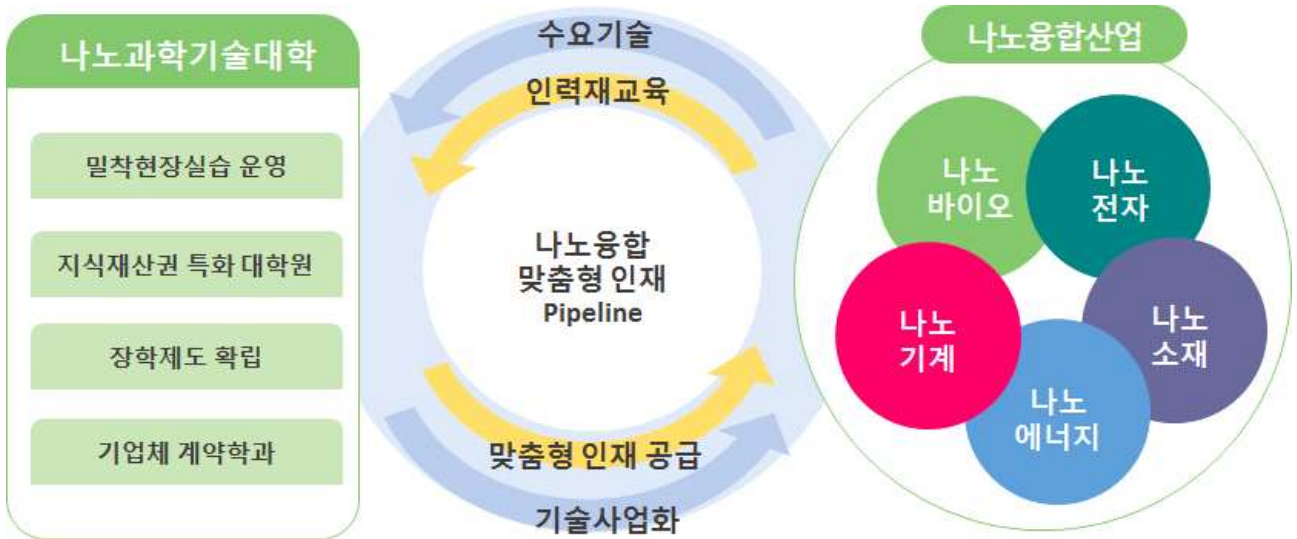 나노과학기술대학
밀착현장실습 운영
지식재산권 특화 대학원
장학제도 확립
기업체 계약학과
수요기술
인력재교육
나노융합
맞춤형 인재
Pipeline
맞춤형 인재 공급
기술사업화
나노융합산업
나노
바이오
나노
전자
나노
기계
나노
소재
나노
에너지